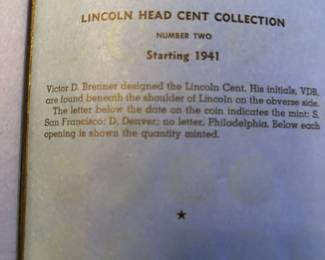 LINCOLN HEAD CENT COLLECTION
NUMBER TWO
Starting 1941
Victor D. Brenner designed the Lincoln Cent. His initials, VDB,
are found beneath the shoulder of Lincoln on the obverse side.
The letter below the date on the coin indicates the mint: S,
San Francisco; D, Denver; no letter, Philadelphia. Below each
opening is shown the quantity minted.